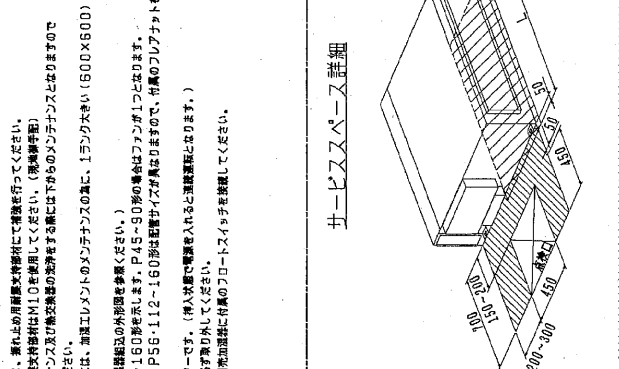 、振れ止め用耐震支持部材にて補強を行ってください。
支持部材はM10を使用してください。(現地御手配)
ンス及び熱交換器の洗浄をする際には下からのメンテナンスとなりますので
さい。
は、加湿エレメントのメンテナンスの為に、1ランク大きい(600×600)
器組込の外形図を参照ください。)
160形を示します。P45~90形の場合はファンが1つとなります。
P56・112~160形は配管サイズが異なりますので、付属のフレアナットを
ーです。(挿入状態で電源を入れると連続運転となります。)
ず取り外してください。
売加湿器に付属のフロートスイッチを接続してください。
サービススペース詳細
700
150~200
点検口
450
200~300
450
50
50
L